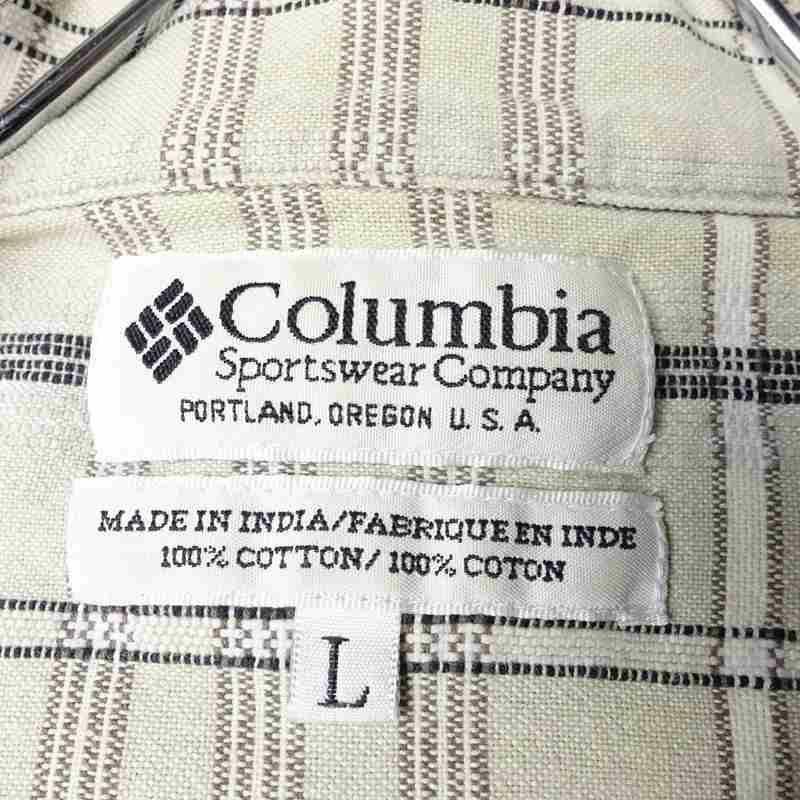 Columbia
Sportswear Company
PORTLAND, OREGON U. S. A.
MADE IN INDIA/FABRIQUE EN INDE
100% COTTON/ 100% COTON
L